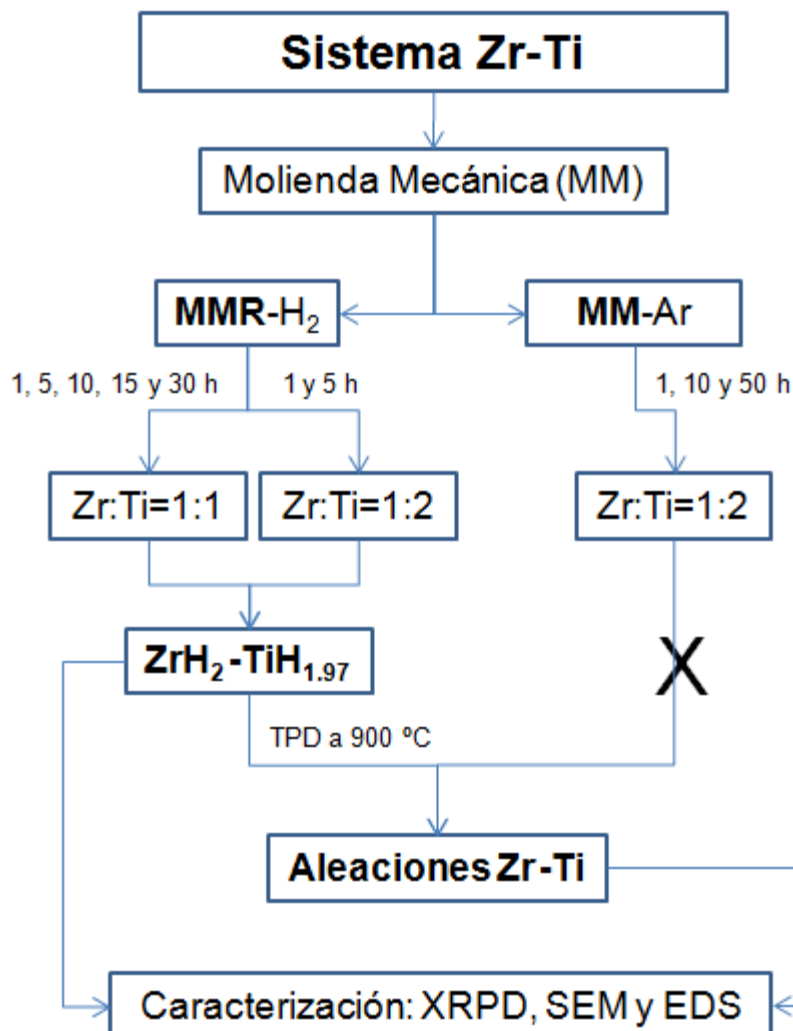 Sistema Zr-Ti
Molienda Mecánica (MM)
MMR-H₂
MM-Ar
1, 5, 10, 15 y 30 h
1 y 5 h
1, 10 y 50 h
Zr:Ti=1:1
Zr:Ti=1:2
Zr:Ti=1:2
ZrH₂-TiH₁.₉₇
X
TPD a 900 ºC
Aleaciones Zr-Ti
Caracterización: XRPD, SEM y EDS